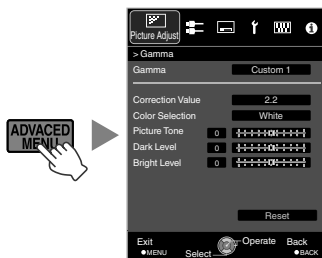 Picture Adjust
> Gamma
Gamma Custom 1
Correction Value 2.2
Color Selection White
Picture Tone 0
Dark Level 0
Bright Level 0
Reset
ADVACED
MENU
Exit Operate Back
●MENU Select ●BACK